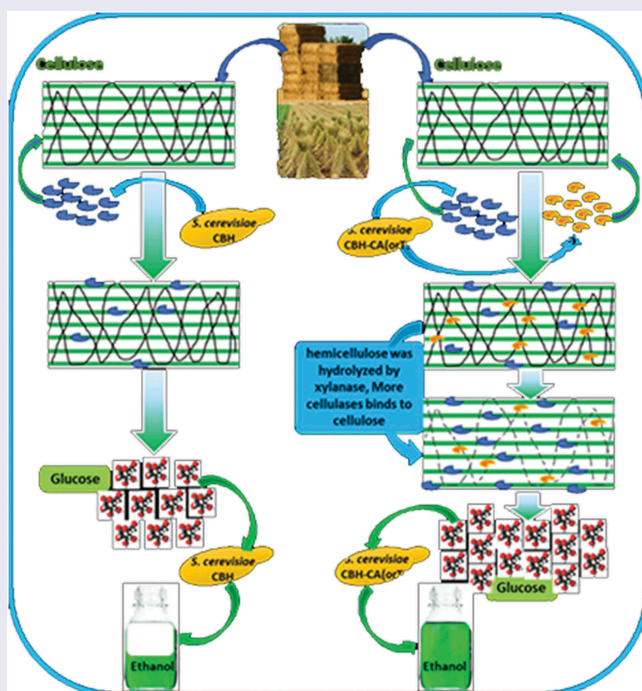 Cellulose
Cellulose
S. cerevisiae
CBH
S. cerevisiae
CBH-CA(orT
hemicellulose was
hydrolyzed by
xylanase, More
cellulases binds to
cellulose
Glucose
S. cerevisiae
CBH
Ethanol
Glucose
S. cerevisiae
CBH-CA(orT
Ethanol